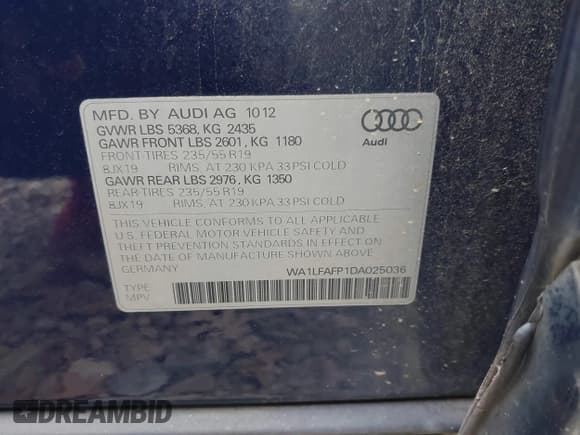 MFD. BY AUDI AG 10 12
GVWR LBS 5368, KG 2435
GAWR FRONT LBS 2601, KG 1180
FRONT TIRES 235/55 R19
8JX19 RIMS, AT 230 KPA 33 PSI COLD
GAWR REAR LBS 2976, KG 1350
REAR TIRES 235/55 R19
8JX19 RIMS, AT 230 KPA 33 PSI COLD
Audi
THIS VEHICLE CONFORMS TO ALL APPLICABLE
U.S. FEDERAL MOTOR VEHICLE SAFETY AND
THEFT PREVENTION STANDARDS IN EFFECT ON
THE DATE OF MANUFACTURE SHOWN ABOVE
GERMANY
WA1LFAFP1DA025036
TYPE
MPV
DREAMBID